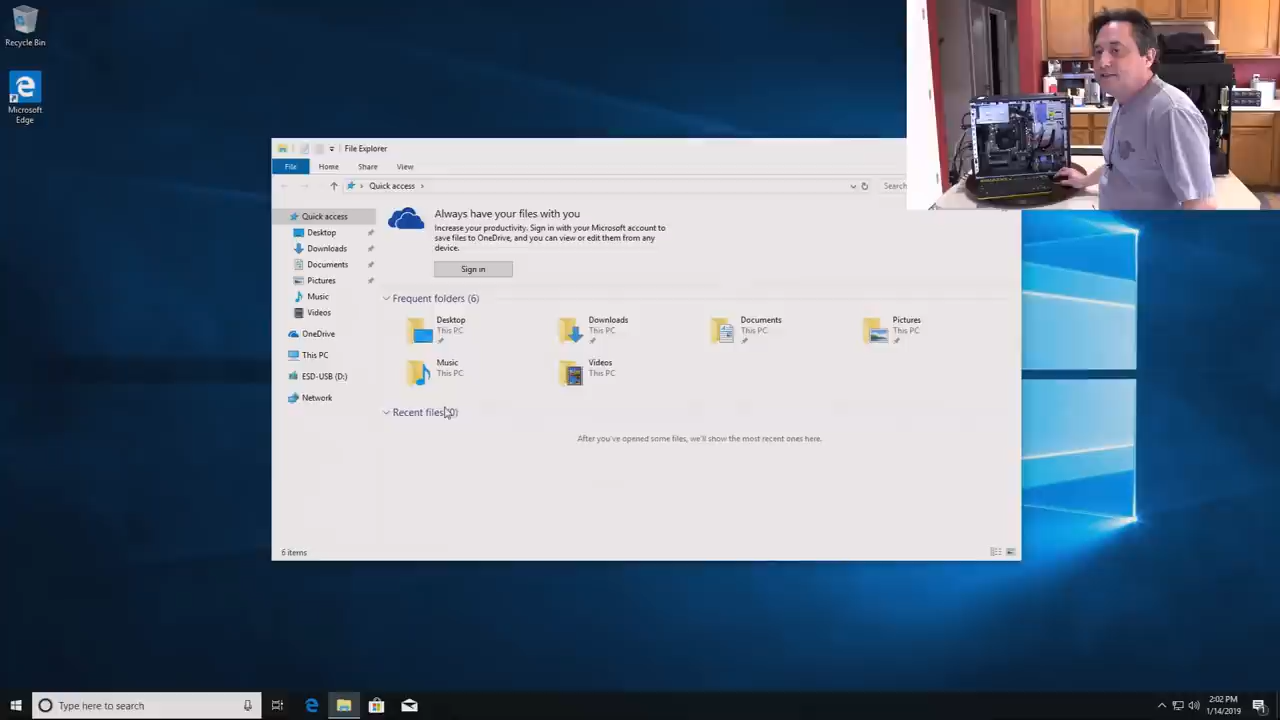 Recycle Bin
Microsoft
Edge
File Explorer
File
Home
Share
View
Quick access
Search
Quick access
Desktop
Downloads
Documents
Pictures
Music
Videos
OneDrive
This PC
ESD-USB (D:)
Network
Always have your files with you
Increase your productivity. Sign in with your Microsoft account to
save files to OneDrive, and you can view or edit them from any
device.
Sign in
Frequent folders (6)
Desktop
This PC
Downloads
This PC
Documents
This PC
Pictures
This PC
Music
This PC
Videos
This PC
Recent files (0)
After you've opened some files, we'll show the most recent ones here.
6 items
Type here to search
2:02 PM
1/14/2019